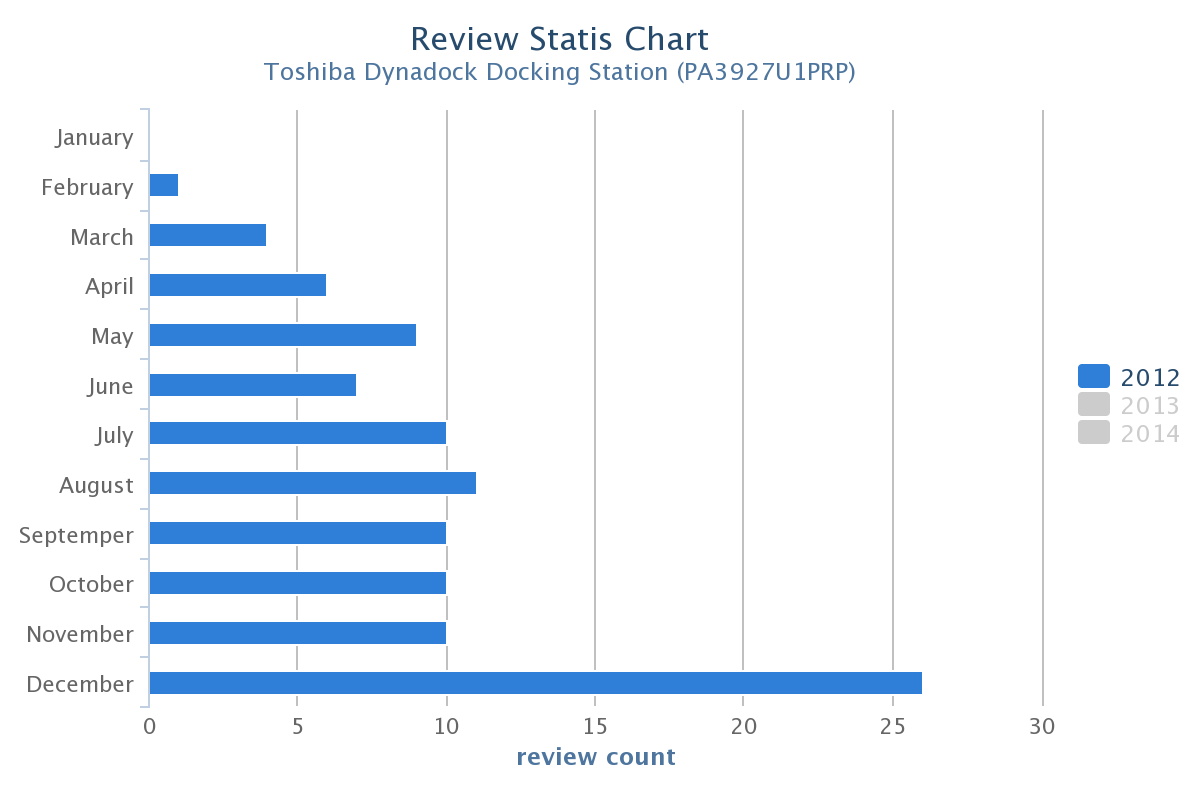 Review Statis Chart
Toshiba Dynadock Docking Station (PA3927U1PRP)
January
February
March
April
May
June
July
August
Septemper
October
November
December
0 5 10 15 20 25 30
review count
2012
2013
2014